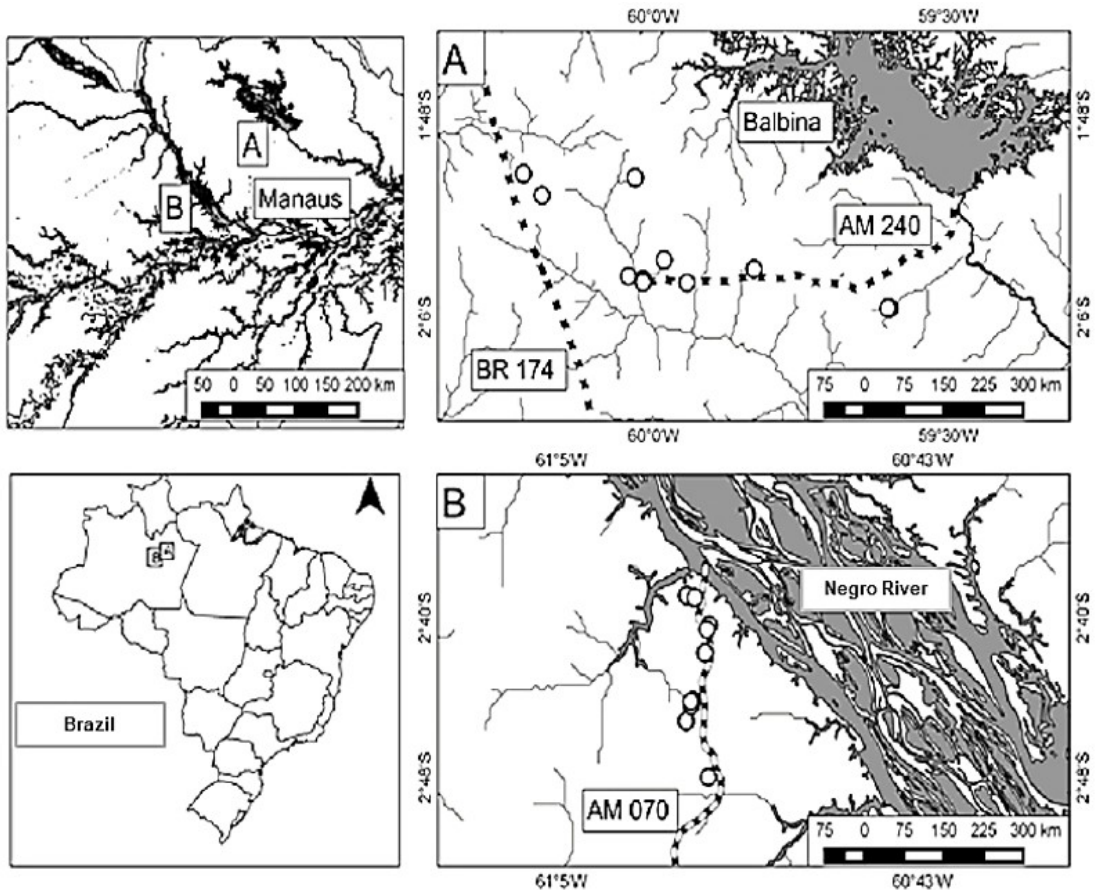 A
B
Manaus
50 0 50 100 150 200 km
60°0'W 59°30'W
A
Balbina
AM 240
BR 174
1°48'S
2°6'S
1°48'S
2°6'S
75 0 75 150 225 300 km
60°0'W 59°30'W
Brazil
B
A
61°5'W 60°43'W
B
Negro River
AM 070
2°40'S
2°48'S
2°40'S
2°48'S
75 0 75 150 225 300 km
61°5'W 60°43'W